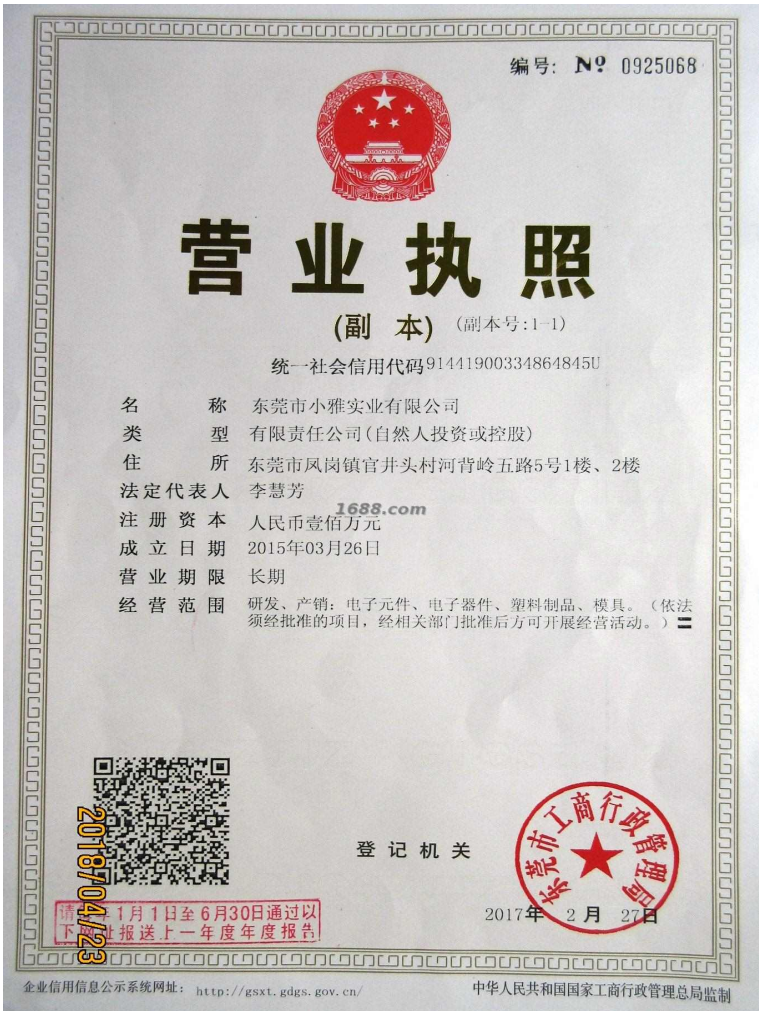 编号: № 0925068
营业执照
(副 本) (副本号:1-1)
统一社会信用代码91441900334864845U
名 称 东莞市小雅实业有限公司
类 型 有限责任公司(自然人投资或控股)
住 所 东莞市凤岗镇官井头村河背岭五路5号1楼、2楼
法定代表人 李慧芳
1688.com
注册资本 人民币壹佰万元
成立日期 2015年03月26日
营业期限 长期
经营范围 研发、产销：电子元件、电子器件、塑料制品、模具。（依法
须经批准的项目，经相关部门批准后方可开展经营活动。）
2018/04/23
登记机关
东莞市工商行政管理局
2017年 2月 27日
请 年1月1日至6月30日通过以
下网址报送上一年度年度报告
企业信用信息公示系统网址： http://gsxt.gdgs.gov.cn/
中华人民共和国国家工商行政管理总局监制